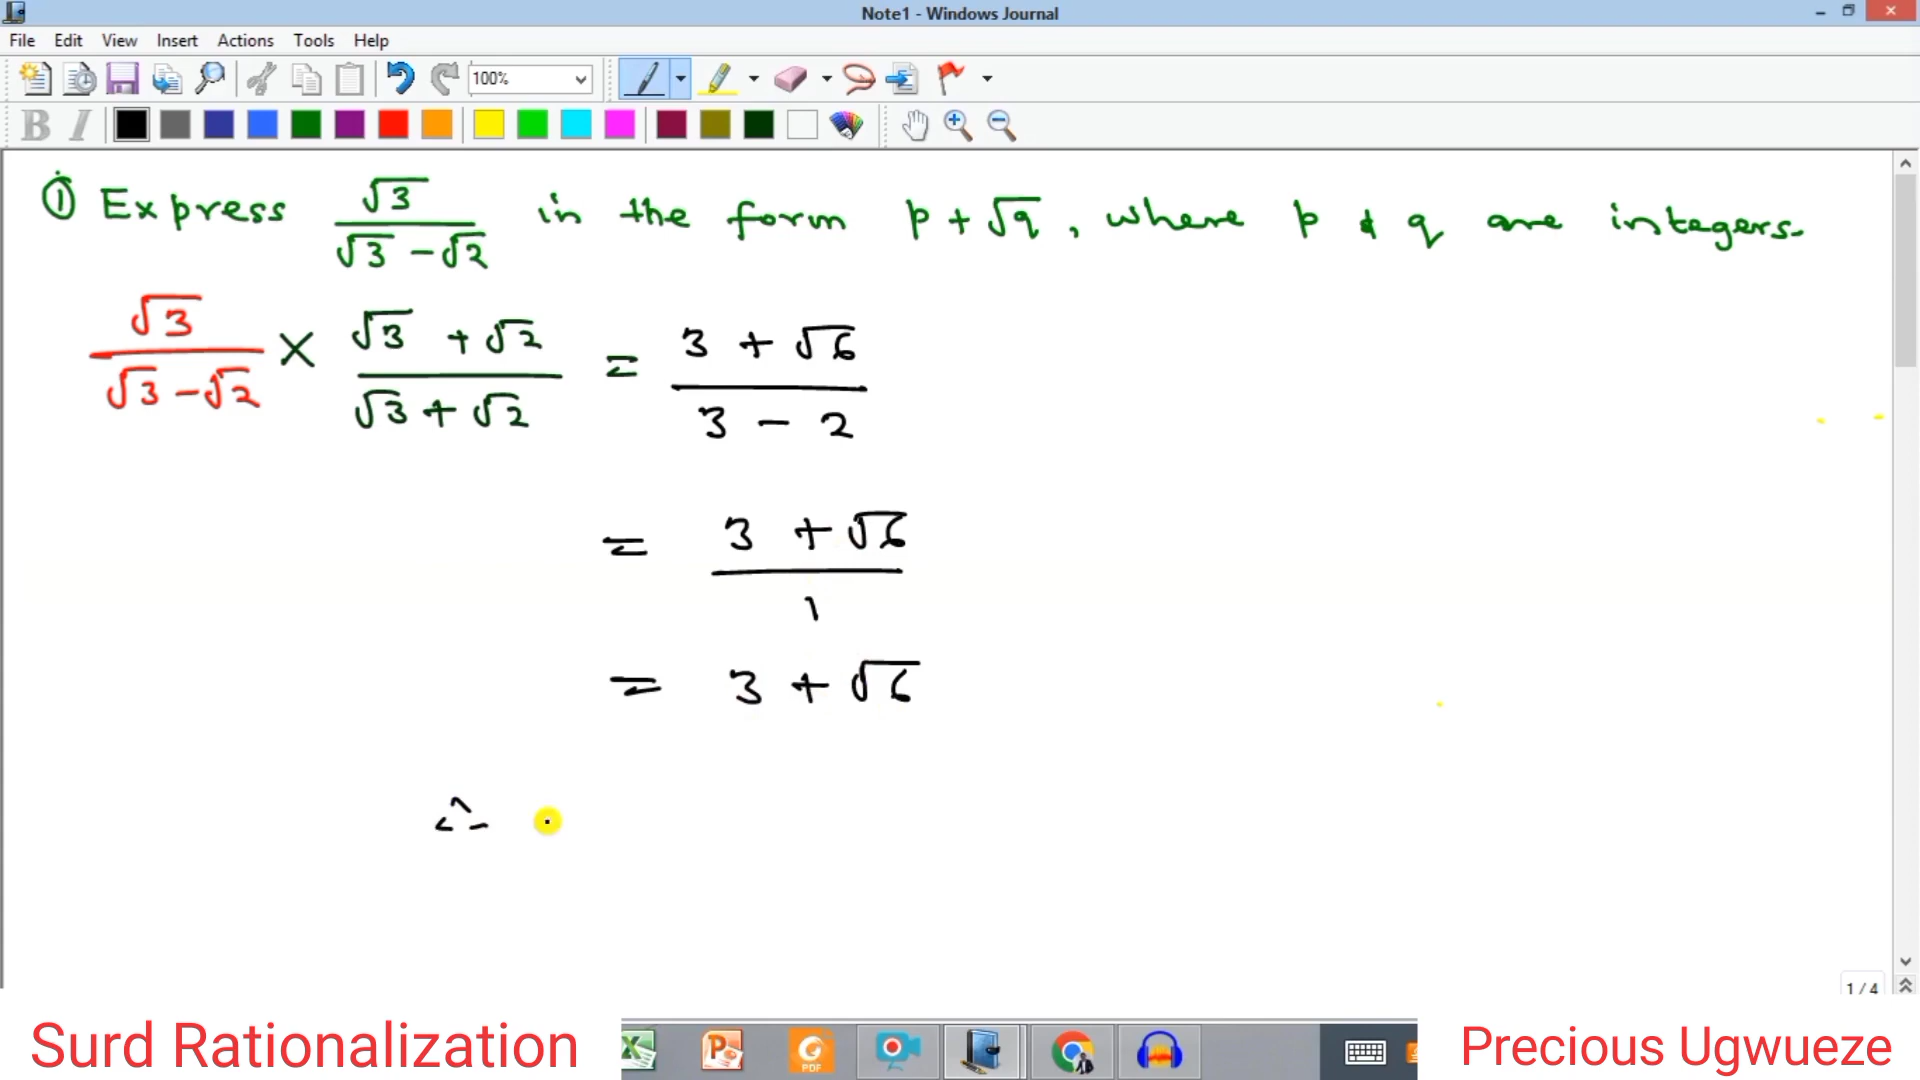 Note1 - Windows Journal
File Edit View Insert Actions Tools Help
100%
B I
① Express √3/(√3 - √2) in the form p + √q, where p & q are integers.
√3/(√3 - √2) × (√3 + √2)/(√3 + √2) = (3 + √6)/(3 - 2)
= (3 + √6)/1
= 3 + √6
∴
1 / 4
Surd Rationalization
PDF
Precious Ugwueze